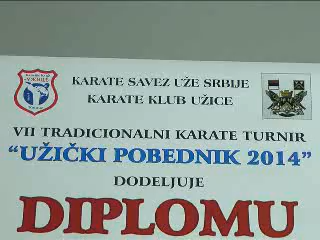 KARATE SAVEZ UŽE SRBIJE
KARATE KLUB UŽICE
VII TRADICIONALNI KARATE TURNIR
“UŽIČKI POBEDNIK 2014”
DODELJUJE
DIPLOMU